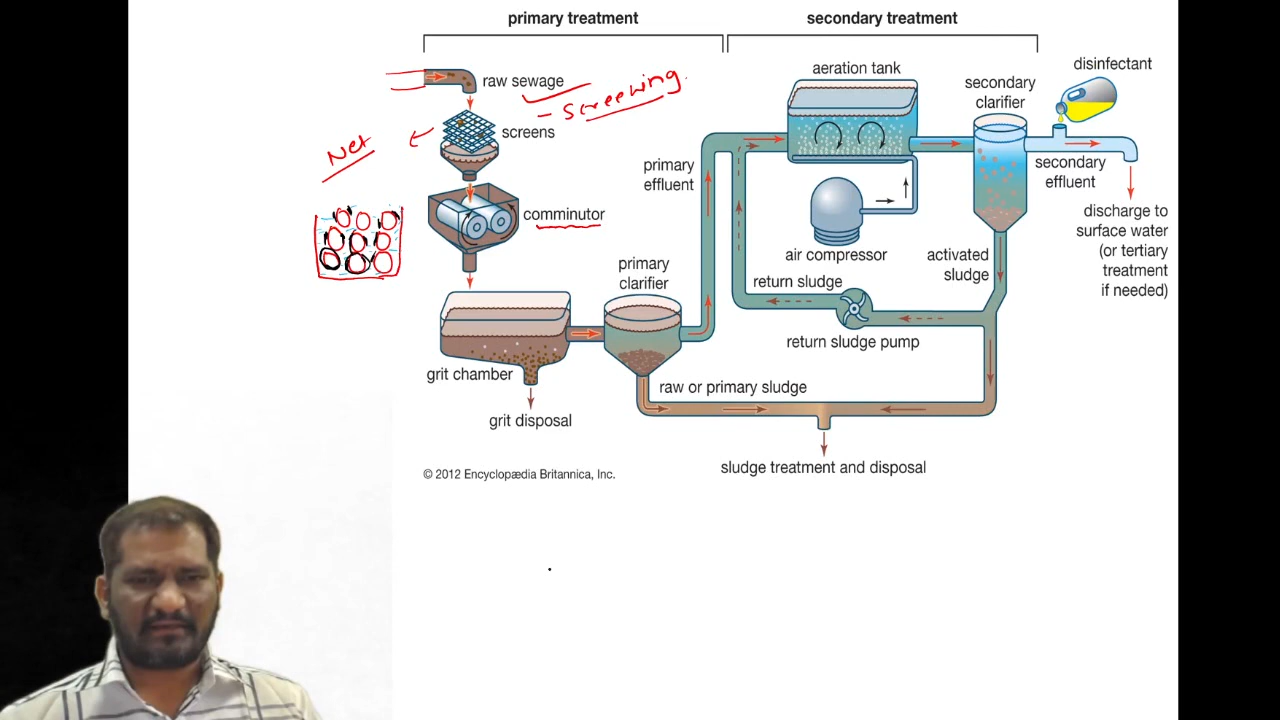 primary treatment
secondary treatment
raw sewage
- Screening
screens
Net
comminutor
grit chamber
grit disposal
primary
clarifier
raw or primary sludge
primary
effluent
aeration tank
air compressor
return sludge
return sludge pump
secondary
clarifier
activated
sludge
disinfectant
secondary
effluent
discharge to
surface water
(or tertiary
treatment
if needed)
sludge treatment and disposal
© 2012 Encyclopædia Britannica, Inc.